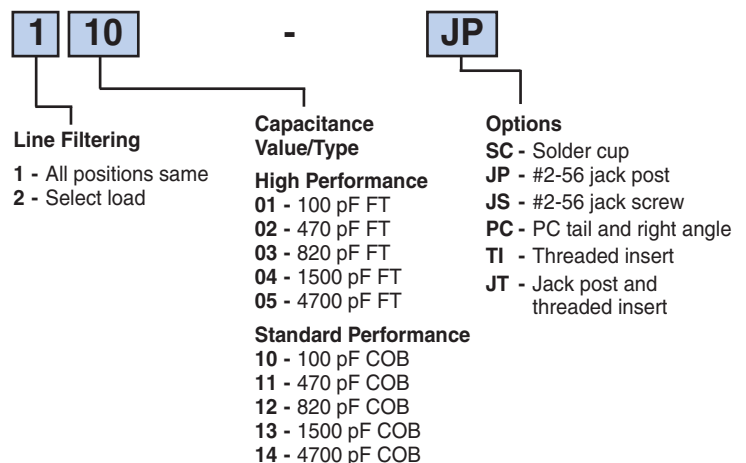 1 10 - JP
Line Filtering
1 - All positions same
2 - Select load
Capacitance
Value/Type
High Performance
01 - 100 pF FT
02 - 470 pF FT
03 - 820 pF FT
04 - 1500 pF FT
05 - 4700 pF FT
Standard Performance
10 - 100 pF COB
11 - 470 pF COB
12 - 820 pF COB
13 - 1500 pF COB
14 - 4700 pF COB
Options
SC - Solder cup
JP - #2-56 jack post
JS - #2-56 jack screw
PC - PC tail and right angle
TI - Threaded insert
JT - Jack post and
threaded insert